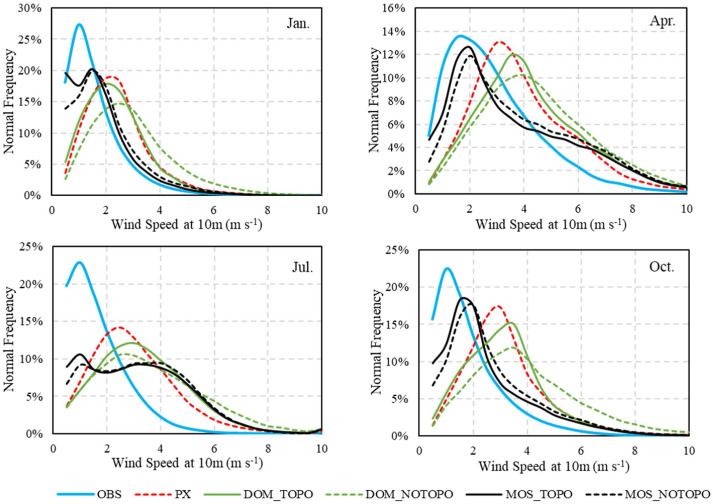 Jan.
Normal Frequency
30%
25%
20%
15%
10%
5%
0%
0 2 4 6 8 10
Wind Speed at 10m (m s-1)
Apr.
Normal Frequency
16%
14%
12%
10%
8%
6%
4%
2%
0%
0 2 4 6 8 10
Wind Speed at 10m (m s-1)
Jul.
Normal Frequency
25%
20%
15%
10%
5%
0%
0 2 4 6 8 10
Wind Speed at 10m (m s-1)
Oct.
Normal Frequency
25%
20%
15%
10%
5%
0%
0 2 4 6 8 10
Wind Speed at 10m (m s-1)
OBS PX DOM_TOPO DOM_NOTOPO MOS_TOPO MOS_NOTOPO